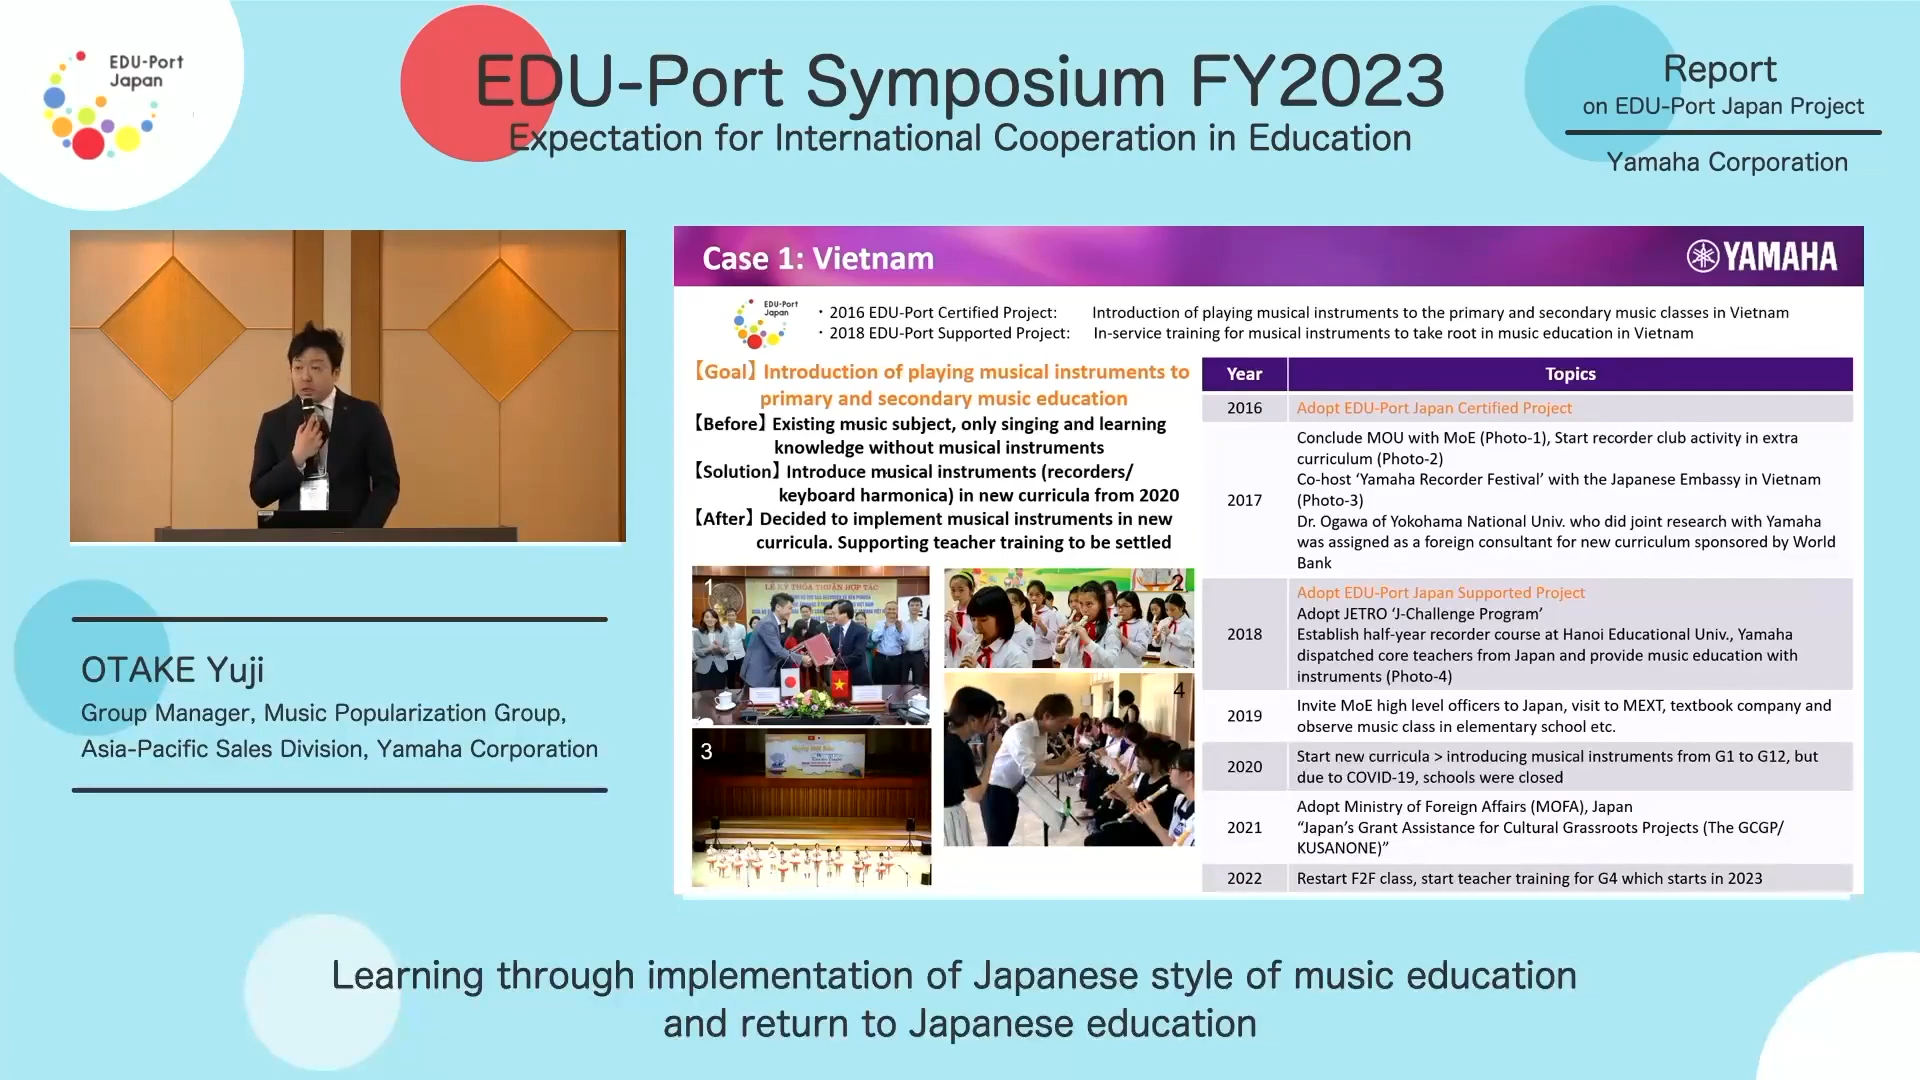 EDU-Port
Japan
EDU-Port Symposium FY2023
Expectation for International Cooperation in Education
Report
on EDU-Port Japan Project
Yamaha Corporation
OTAKE Yuji
Group Manager, Music Popularization Group,
Asia-Pacific Sales Division, Yamaha Corporation
Case 1: Vietnam
YAMAHA
EDU-Port
Japan
・2016 EDU-Port Certified Project: Introduction of playing musical instruments to the primary and secondary music classes in Vietnam
・2018 EDU-Port Supported Project: In-service training for musical instruments to take root in music education in Vietnam
【Goal】Introduction of playing musical instruments to
primary and secondary music education
【Before】Existing music subject, only singing and learning
knowledge without musical instruments
【Solution】Introduce musical instruments (recorders/
keyboard harmonica) in new curricula from 2020
【After】Decided to implement musical instruments in new
curricula. Supporting teacher training to be settled
1
LỄ KÝ THỎA THUẬN HỢP TÁC
2
3
4
Year Topics
2016 Adopt EDU-Port Japan Certified Project
2017 Conclude MOU with MoE (Photo-1), Start recorder club activity in extra
curriculum (Photo-2)
Co-host ‘Yamaha Recorder Festival’ with the Japanese Embassy in Vietnam
(Photo-3)
Dr. Ogawa of Yokohama National Univ. who did joint research with Yamaha
was assigned as a foreign consultant for new curriculum sponsored by World
Bank
2018 Adopt EDU-Port Japan Supported Project
Adopt JETRO ‘J-Challenge Program’
Establish half-year recorder course at Hanoi Educational Univ., Yamaha
dispatched core teachers from Japan and provide music education with
instruments (Photo-4)
2019 Invite MoE high level officers to Japan, visit to MEXT, textbook company and
observe music class in elementary school etc.
2020 Start new curricula > introducing musical instruments from G1 to G12, but
due to COVID-19, schools were closed
2021 Adopt Ministry of Foreign Affairs (MOFA), Japan
“Japan’s Grant Assistance for Cultural Grassroots Projects (The GCGP/
KUSANONE)”
2022 Restart F2F class, start teacher training for G4 which starts in 2023
Learning through implementation of Japanese style of music education
and return to Japanese education